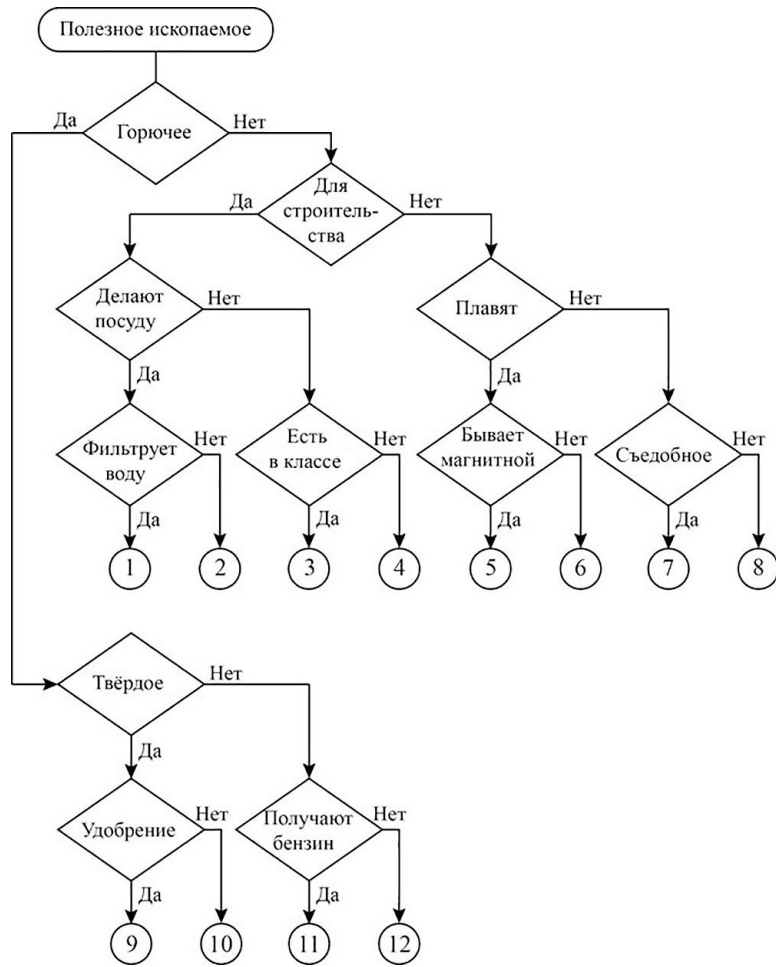 Полезное ископаемое
Да
Горючее
Нет
Для
строитель-
ства
Да
Нет
Делают
посуду
Нет
Плавят
Нет
Да
Да
Фильтрует
воду
Нет
Есть
в классе
Нет
Бывает
магнитной
Нет
Съедобное
Нет
Да
Да
Да
Да
1
2
3
4
5
6
7
8
Твёрдое
Нет
Да
Удобрение
Нет
Получают
бензин
Нет
Да
Да
9
10
11
12